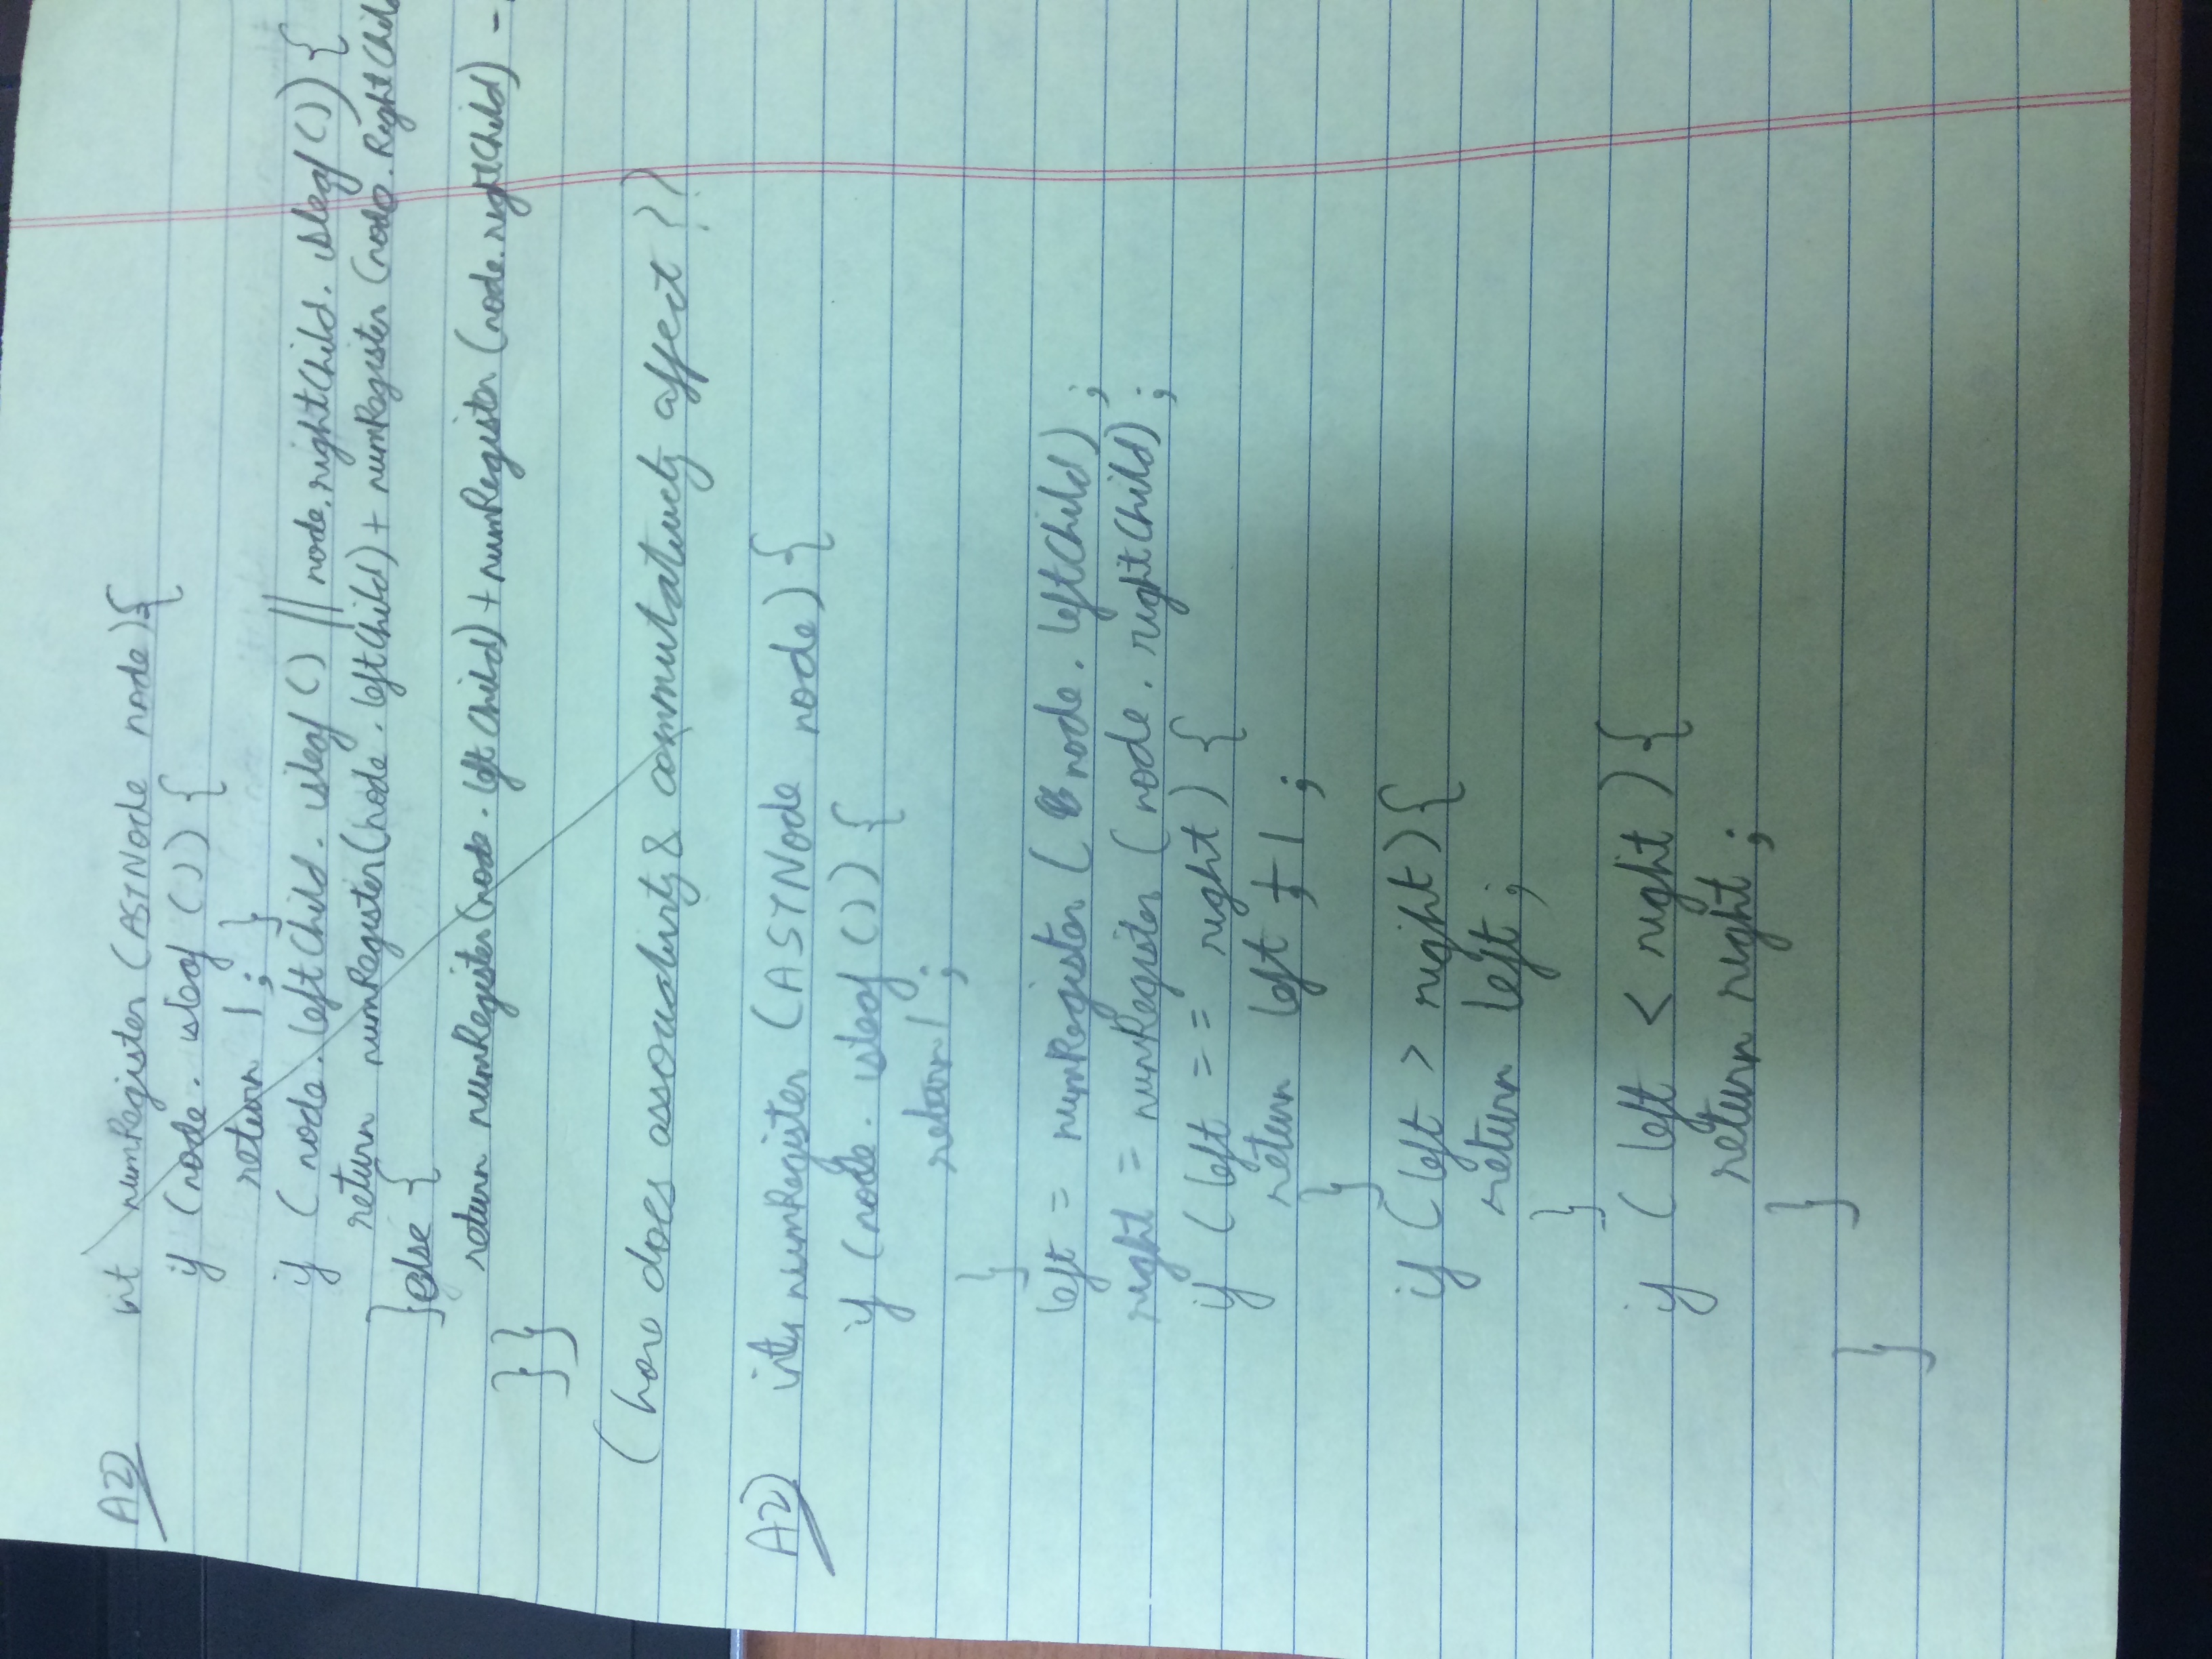 A2) int numRegister (ASTNode node){
if (node. isleaf ()) {
return 1 ; }
if ( node. leftChild. isleaf () || node.rightChild. isleaf ()) {
return numRegister(node . leftChild) + numRegister (node. RightChild
}else {
return numRegister(node. left Child) + numRegister (node.rightChild) -
}}
(how does associativity & commutativity affect ??
A2) int numRegister (ASTNode node) {
if (node. isleaf ()) {
return 1 ;
}
left = numRegister ( node. leftChild) ;
right = numRegister (node. rightChild) ;
if (left == right) {
return left + 1 ;
}
if (left > right){
return left ;
}
if ( left < right ) {
return right ;
}
}